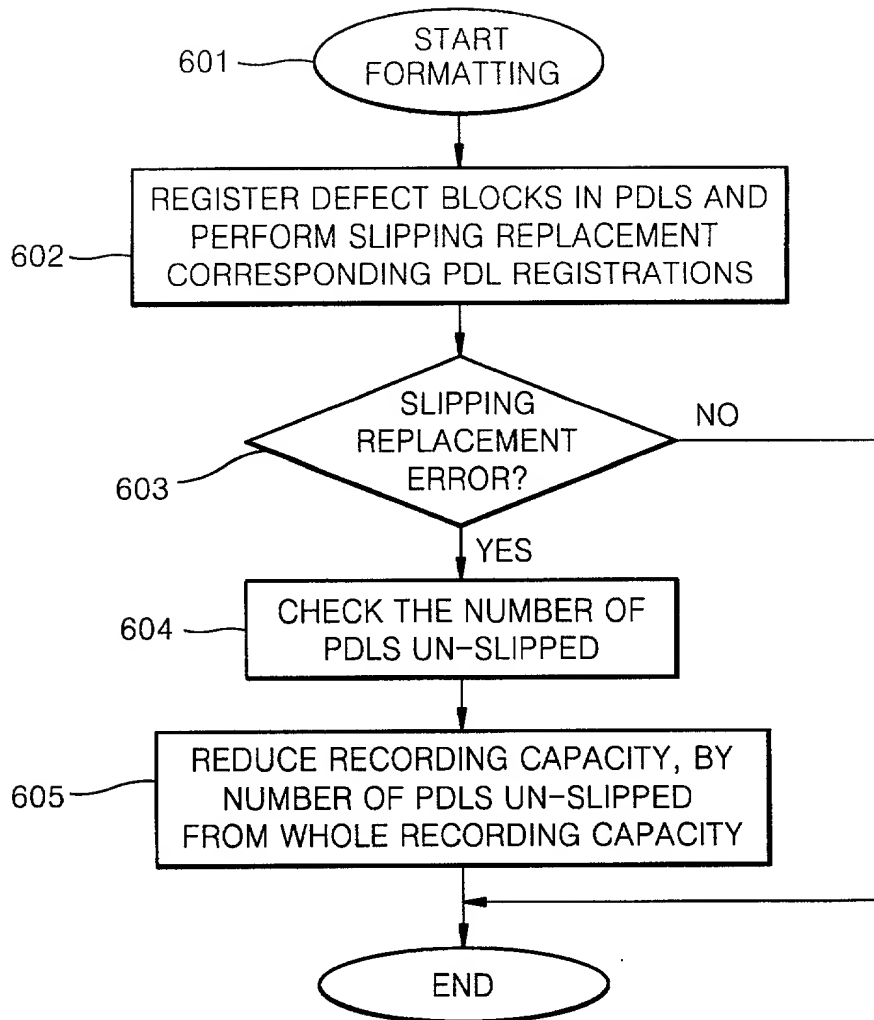 601
START
FORMATTING
602
REGISTER DEFECT BLOCKS IN PDLS AND
PERFORM SLIPPING REPLACEMENT
CORRESPONDING PDL REGISTRATIONS
603
SLIPPING
REPLACEMENT
ERROR?
NO
YES
604
CHECK THE NUMBER OF
PDLS UN-SLIPPED
605
REDUCE RECORDING CAPACITY, BY
NUMBER OF PDLS UN-SLIPPED
FROM WHOLE RECORDING CAPACITY
END